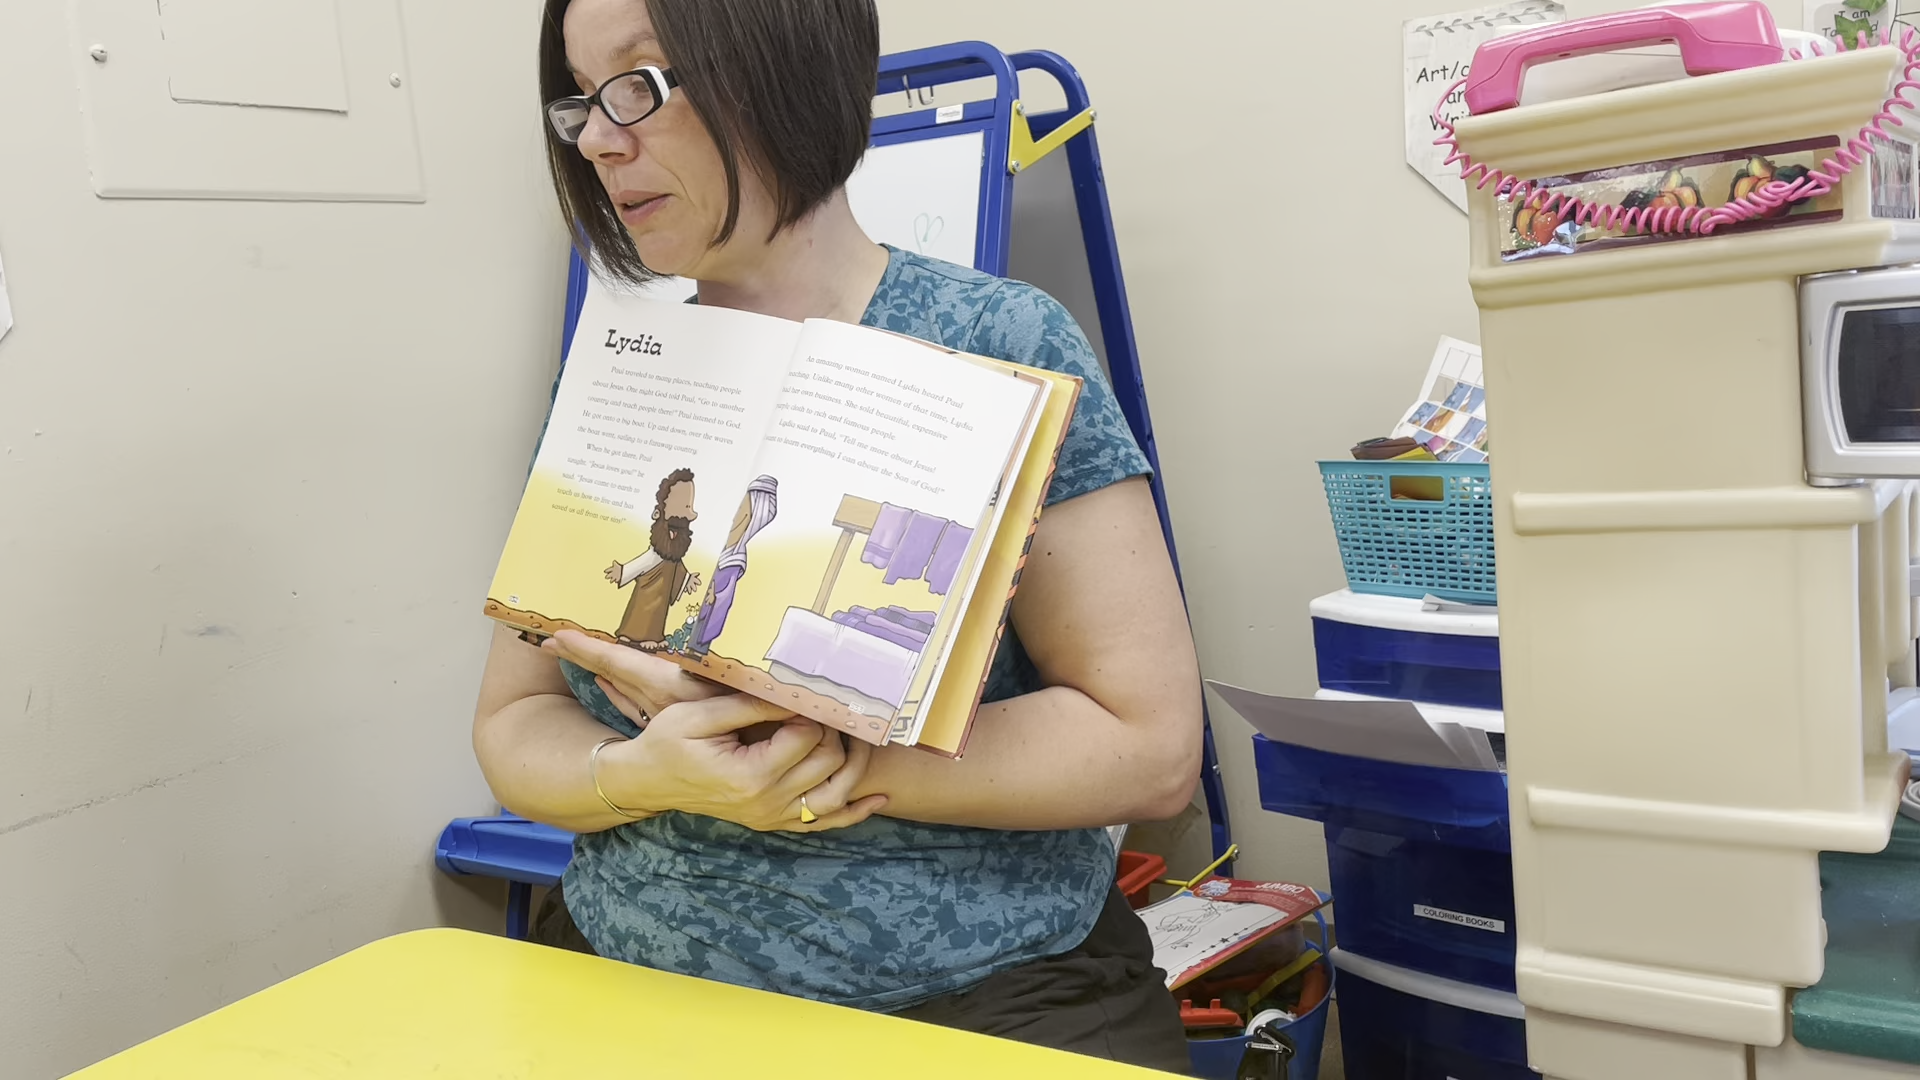 Lydia
Paul traveled to many places, teaching people
about Jesus. One night God told Paul, "Go to another
country and teach people there!" Paul listened to God.
He got onto a big boat. Up and down, over the waves
the boat went, sailing to a faraway country.
When he got there, Paul
taught. "Jesus loves you!" he
said. "Jesus came to earth to
teach us how to live and has
saved us all from our sins!"
An amazing woman named Lydia heard Paul
Unlike many other women of that time, Lydia
her own business. She sold beautiful, expensive
cloth to rich and famous people.
Lydia said to Paul, "Tell me more about Jesus!
to learn everything I can about the Son of God!"
I am
Art/c
Wri
COLORING BOOKS
JUMBO